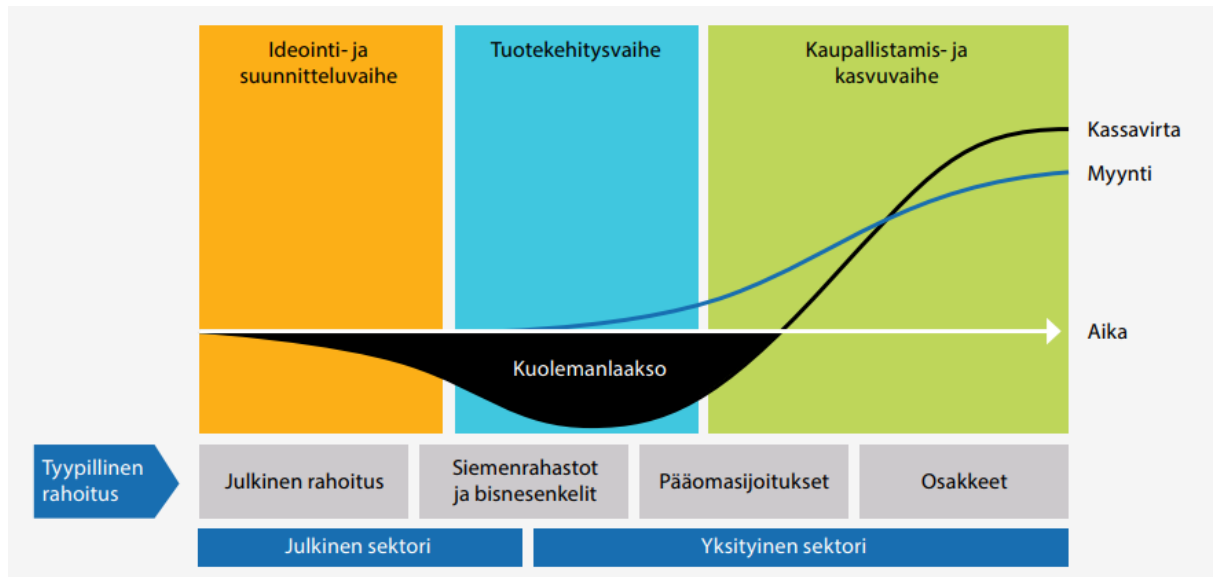 Ideointi- ja
suunnitteluvaihe
Tuotekehitysvaihe
Kaupallistamis- ja
kasvuvaihe
Kassavirta
Myynti
Aika
Kuolemanlaakso
Tyypillinen
rahoitus
Julkinen rahoitus
Siemenrahastot
ja bisnesenkelit
Pääomasijoitukset
Osakkeet
Julkinen sektori
Yksityinen sektori